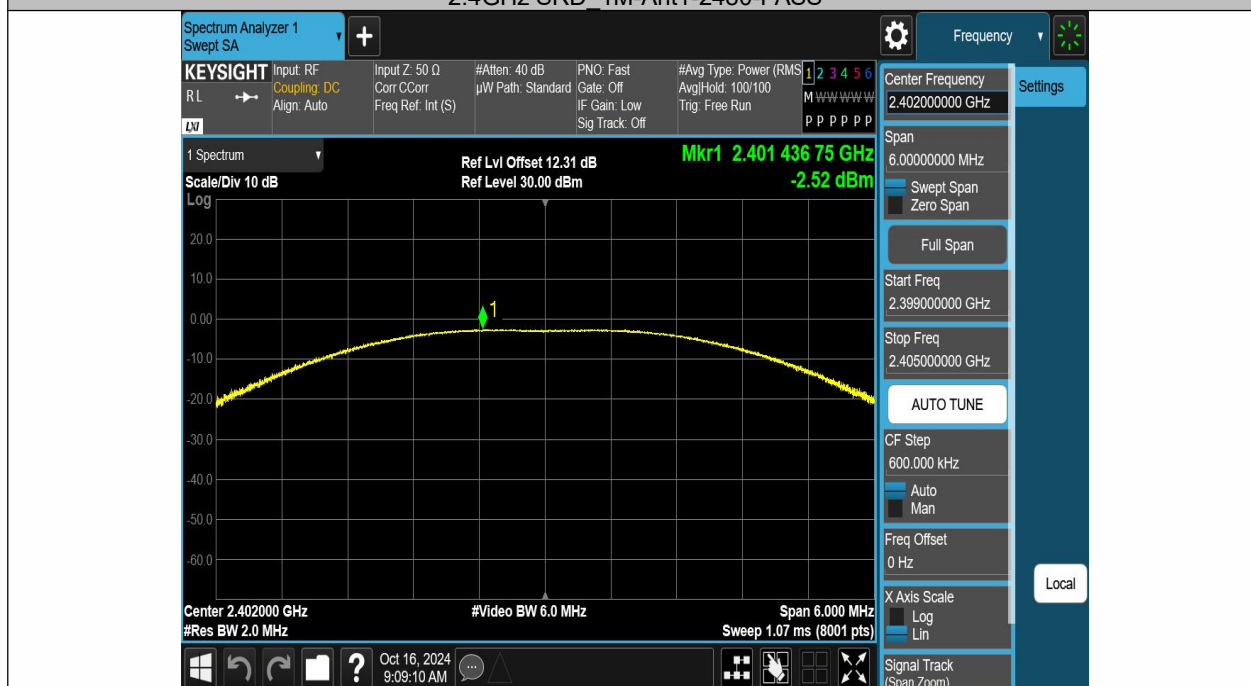 2.4GHz SRD_1M-Ant1-2480-PASS
Spectrum Analyzer 1
Swept SA
+
Frequency
KEYSIGHT
RL
LXI
Input: RF
Coupling: DC
Align: Auto
Input Z: 50 Ω
Corr CCorr
Freq Ref: Int (S)
#Atten: 40 dB
µW Path: Standard
PNO: Fast
Gate: Off
IF Gain: Low
Sig Track: Off
#Avg Type: Power (RMS
Avg|Hold: 100/100
Trig: Free Run
1 2 3 4 5 6
M W W W W W
P P P P P P
1 Spectrum
Scale/Div 10 dB
Log
Ref Lvl Offset 12.31 dB
Ref Level 30.00 dBm
Mkr1 2.401 436 75 GHz
-2.52 dBm
20.0
10.0
0.00
-10.0
-20.0
-30.0
-40.0
-50.0
-60.0
1
Center 2.402000 GHz
#Res BW 2.0 MHz
#Video BW 6.0 MHz
Span 6.000 MHz
Sweep 1.07 ms (8001 pts)
?
Oct 16, 2024
9:09:10 AM
Center Frequency
2.402000000 GHz
Settings
Span
6.00000000 MHz
Swept Span
Zero Span
Full Span
Start Freq
2.399000000 GHz
Stop Freq
2.405000000 GHz
AUTO TUNE
CF Step
600.000 kHz
Auto
Man
Freq Offset
0 Hz
Local
X Axis Scale
Log
Lin
Signal Track
(Span Zoom)